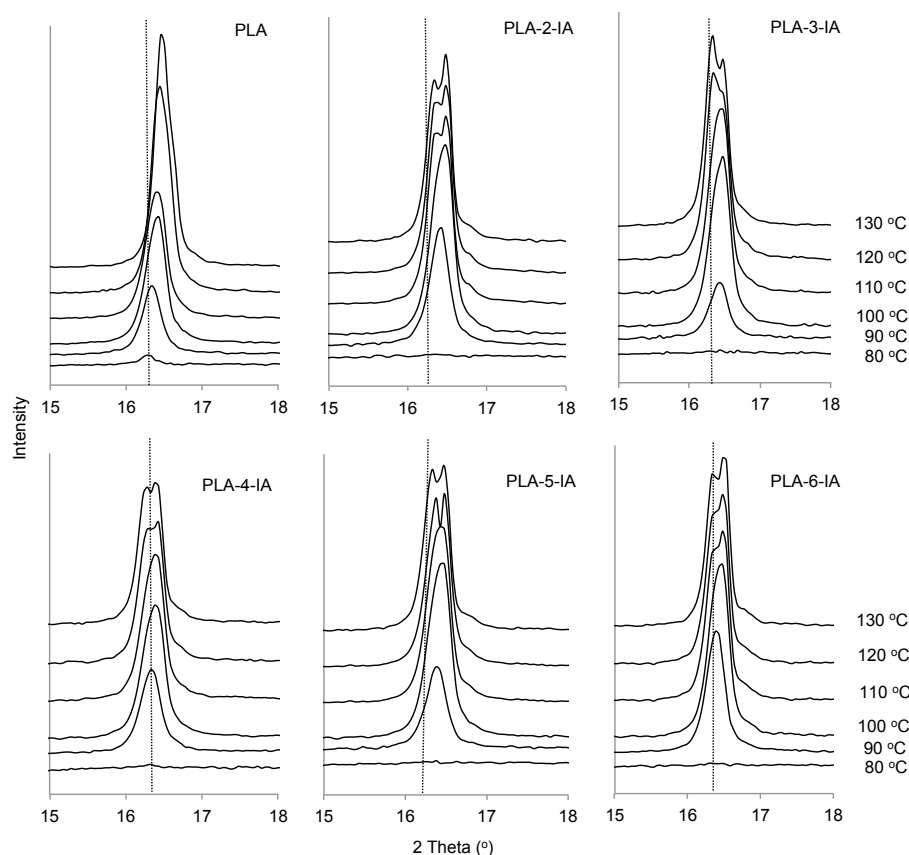 PLA
PLA-2-IA
PLA-3-IA
130 ºC
120 ºC
110 ºC
100 ºC
90 ºC
80 ºC
15 16 17 18
15 16 17 18
15 16 17 18
Intensity
PLA-4-IA
PLA-5-IA
PLA-6-IA
130 ºC
120 ºC
110 ºC
100 ºC
90 ºC
80 ºC
15 16 17 18
15 16 17 18
15 16 17 18
2 Theta (º)